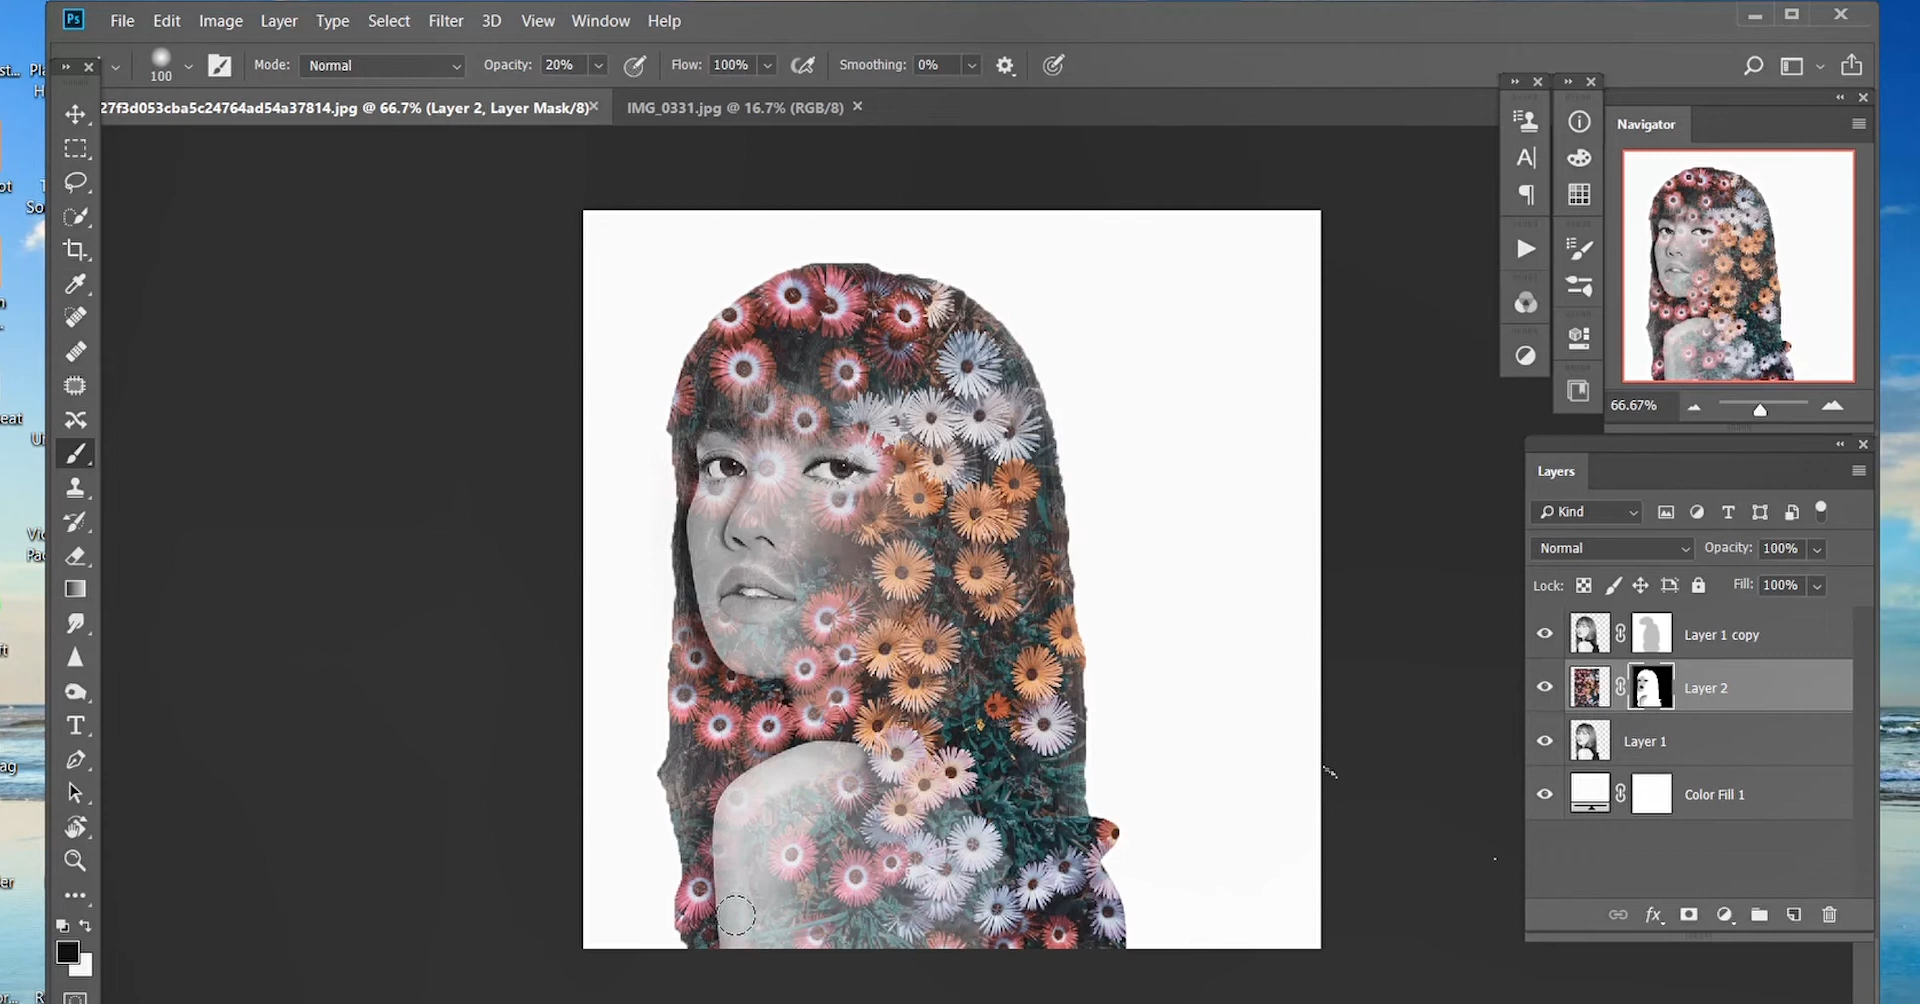 Ps File Edit Image Layer Type Select Filter 3D View Window Help
100 Mode: Normal Opacity: 20% Flow: 100% Smoothing: 0%
27f3d053cba5c24764ad54a37814.jpg @ 66.7% (Layer 2, Layer Mask/8) IMG_0331.jpg @ 16.7% (RGB/8)
Navigator
66.67%
Layers
Kind
Normal Opacity: 100%
Lock: Fill: 100%
Layer 1 copy
Layer 2
Layer 1
Color Fill 1